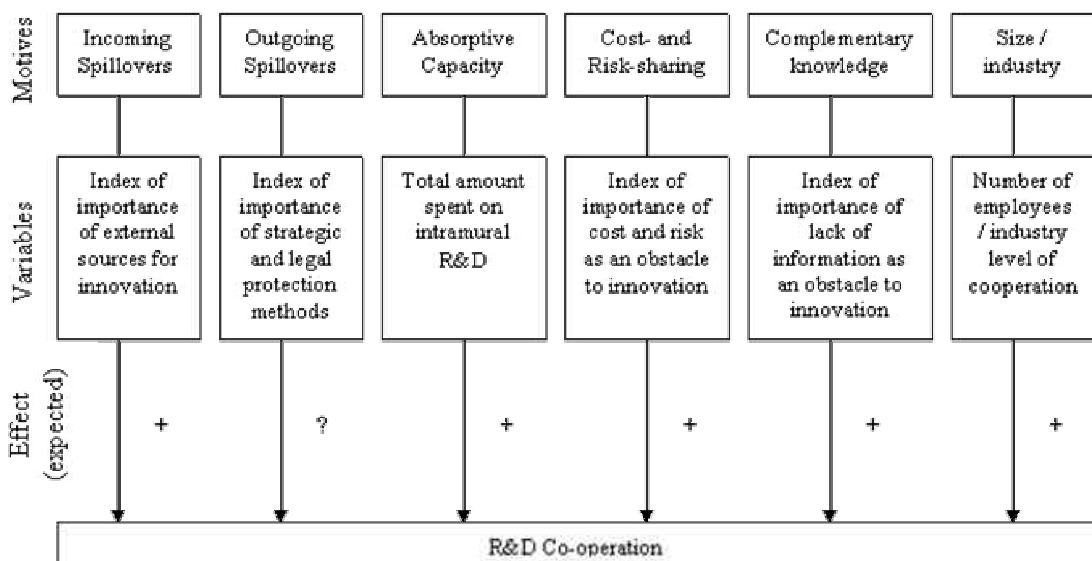 Motives
Incoming
Spillovers
Outgoing
Spillovers
Absorptive
Capacity
Cost- and
Risk-sharing
Complementary
knowledge
Size /
industry
Variables
Index of
importance
of external
sources for
innovation
Index of
importance
of strategic
and legal
protection
methods
Total amount
spent on
intramural
R&D
Index of
importance of
cost and risk
as an obstacle
to innovation
Index of
importance of
lack of
information as
an obstacle to
innovation
Number of
employees
/ industry
level of
cooperation
Effect
(expected)
+
?
+
+
+
+
R&D Co-operation